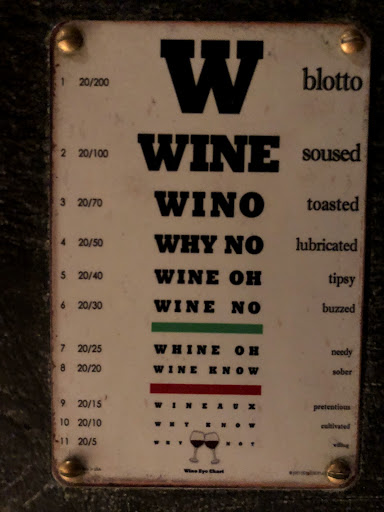 W
1 20/200 blotto
2 20/100 WINE soused
3 20/70 WINO toasted
4 20/50 WHY NO lubricated
5 20/40 WINE OH tipsy
6 20/30 WINE NO buzzed
7 20/25 WHINE OH needy
8 20/20 WINE KNOW sober
9 20/15 WINEAUX pretentious
10 20/10 WHY KNOW cultivated
11 20/5 WHY NOT
Wine Eye Chart